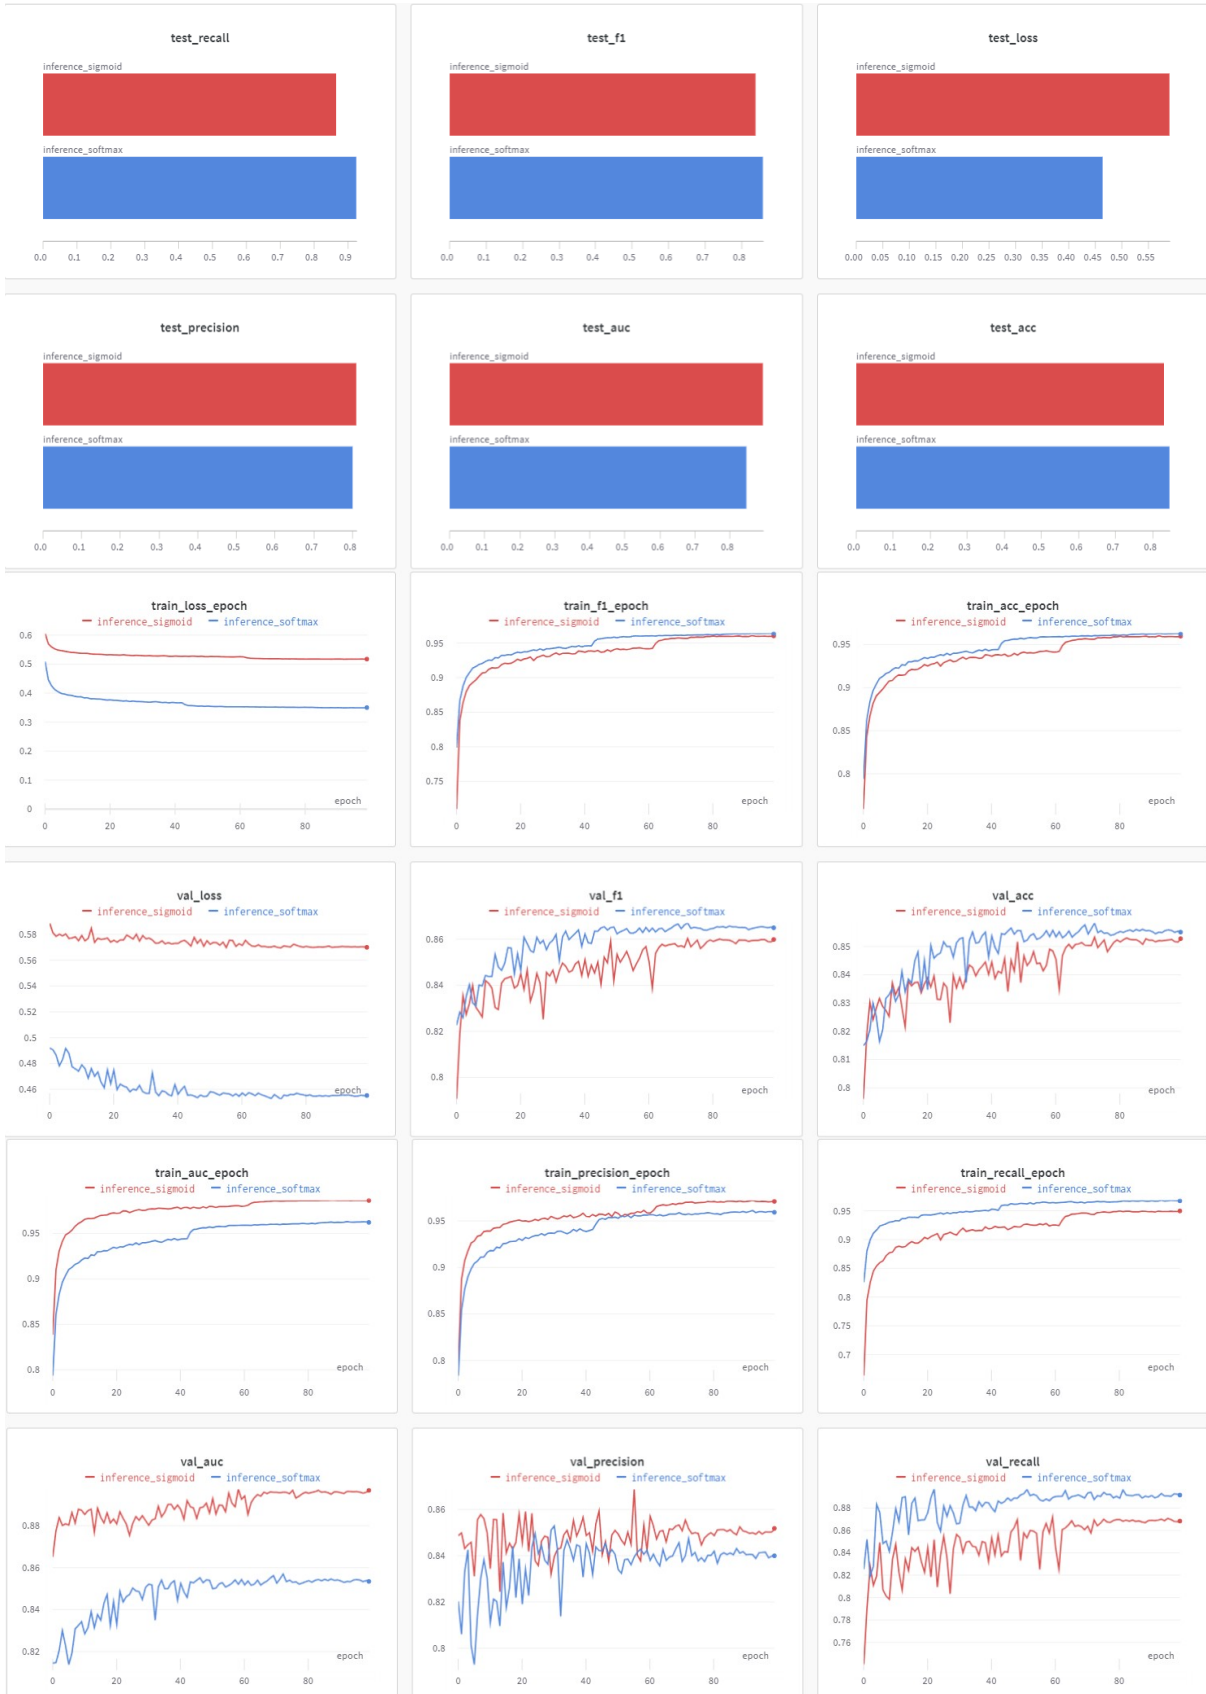 test_recall
inference_sigmoid
inference_softmax
0.0 0.1 0.2 0.3 0.4 0.5 0.6 0.7 0.8 0.9
test_f1
inference_sigmoid
inference_softmax
0.0 0.1 0.2 0.3 0.4 0.5 0.6 0.7 0.8
test_loss
inference_sigmoid
inference_softmax
0.00 0.05 0.10 0.15 0.20 0.25 0.30 0.35 0.40 0.45 0.50 0.55
test_precision
inference_sigmoid
inference_softmax
0.0 0.1 0.2 0.3 0.4 0.5 0.6 0.7 0.8
test_auc
inference_sigmoid
inference_softmax
0.0 0.1 0.2 0.3 0.4 0.5 0.6 0.7 0.8
test_acc
inference_sigmoid
inference_softmax
0.0 0.1 0.2 0.3 0.4 0.5 0.6 0.7 0.8
train_loss_epoch
inference_sigmoid inference_softmax
0.6
0.5
0.4
0.3
0.2
0.1
0
epoch
0 20 40 60 80
train_f1_epoch
inference_sigmoid inference_softmax
0.95
0.9
0.85
0.8
0.75
epoch
0 20 40 60 80
train_acc_epoch
inference_sigmoid inference_softmax
0.95
0.9
0.85
0.8
epoch
0 20 40 60 80
val_loss
inference_sigmoid inference_softmax
0.58
0.56
0.54
0.52
0.5
0.48
0.46
epoch
0 20 40 60 80
val_f1
inference_sigmoid inference_softmax
0.86
0.84
0.82
0.8
epoch
0 20 40 60 80
val_acc
inference_sigmoid inference_softmax
0.85
0.84
0.83
0.82
0.81
0.8
epoch
0 20 40 60 80
train_auc_epoch
inference_sigmoid inference_softmax
0.95
0.9
0.85
0.8
epoch
0 20 40 60 80
train_precision_epoch
inference_sigmoid inference_softmax
0.95
0.9
0.85
0.8
epoch
0 20 40 60 80
train_recall_epoch
inference_sigmoid inference_softmax
0.95
0.9
0.85
0.8
0.75
0.7
epoch
0 20 40 60 80
val_auc
inference_sigmoid inference_softmax
0.88
0.86
0.84
0.82
epoch
0 20 40 60 80
val_precision
inference_sigmoid inference_softmax
0.86
0.84
0.82
0.8
epoch
0 20 40 60 80
val_recall
inference_sigmoid inference_softmax
0.88
0.86
0.84
0.82
0.8
0.78
0.76
epoch
0 20 40 60 80